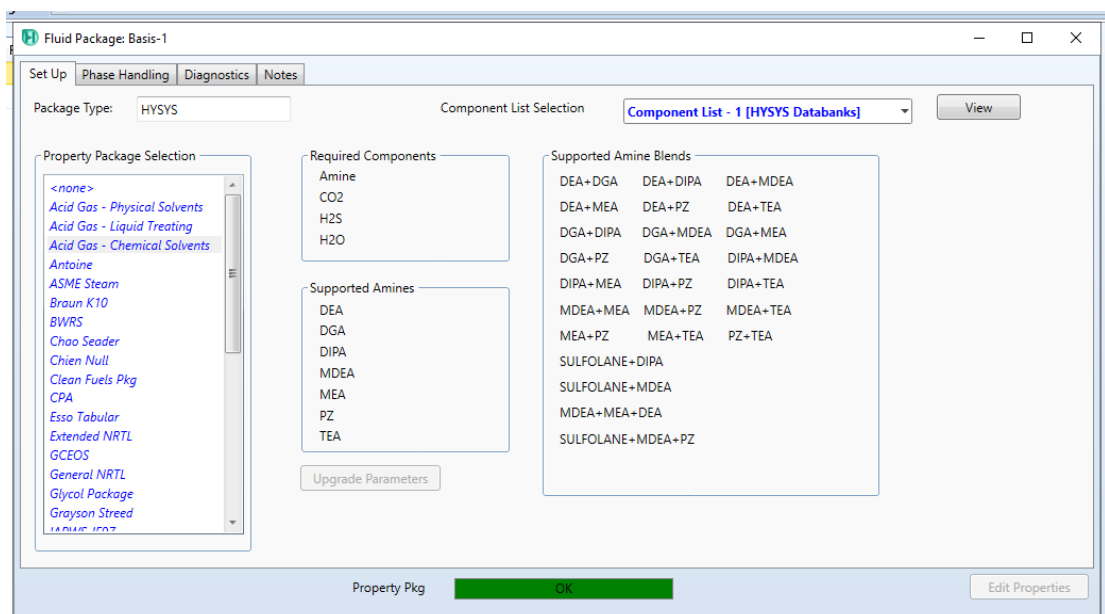 Fluid Package: Basis-1
Set Up Phase Handling Diagnostics Notes
Package Type: HYSYS Component List Selection Component List - 1 [HYSYS Databanks] View
Property Package Selection
<none>
Acid Gas - Physical Solvents
Acid Gas - Liquid Treating
Acid Gas - Chemical Solvents
Antoine
ASME Steam
Braun K10
BWRS
Chao Seader
Chien Null
Clean Fuels Pkg
CPA
Esso Tabular
Extended NRTL
GCEOS
General NRTL
Glycol Package
Grayson Streed
Required Components
Amine
CO2
H2S
H2O
Supported Amines
DEA
DGA
DIPA
MDEA
MEA
PZ
TEA
Upgrade Parameters
Supported Amine Blends
DEA+DGA DEA+DIPA DEA+MDEA
DEA+MEA DEA+PZ DEA+TEA
DGA+DIPA DGA+MDEA DGA+MEA
DGA+PZ DGA+TEA DIPA+MDEA
DIPA+MEA DIPA+PZ DIPA+TEA
MDEA+MEA MDEA+PZ MDEA+TEA
MEA+PZ MEA+TEA PZ+TEA
SULFOLANE+DIPA
SULFOLANE+MDEA
MDEA+MEA+DEA
SULFOLANE+MDEA+PZ
Property Pkg OK Edit Properties